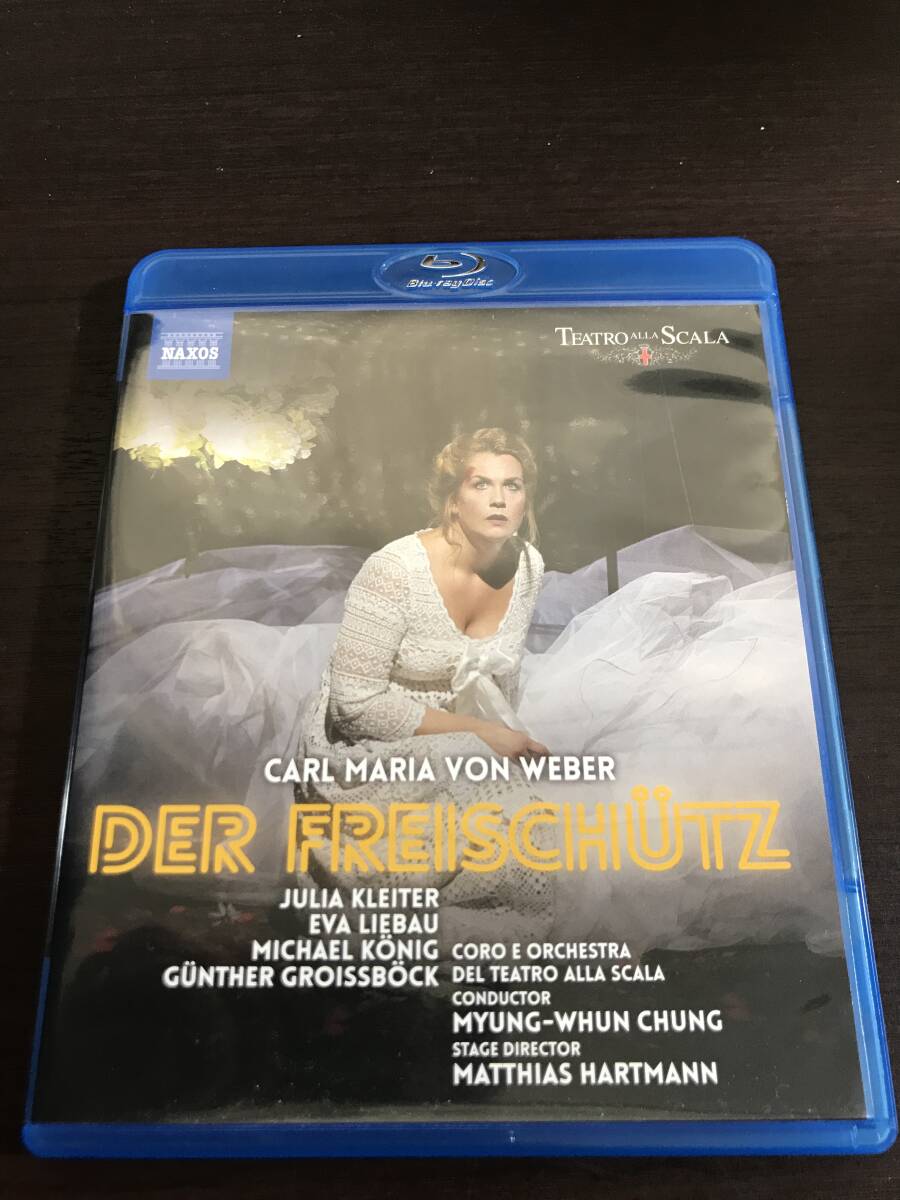 Blu-ray Disc
NAXOS
TEATRO ALLA SCALA
CARL MARIA VON WEBER
DER FREISCHÜTZ
JULIA KLEITER
EVA LIEBAU
MICHAEL KÖNIG
GÜNTHER GROISSBÖCK
CORO E ORCHESTRA
DEL TEATRO ALLA SCALA
CONDUCTOR
MYUNG-WHUN CHUNG
STAGE DIRECTOR
MATTHIAS HARTMANN